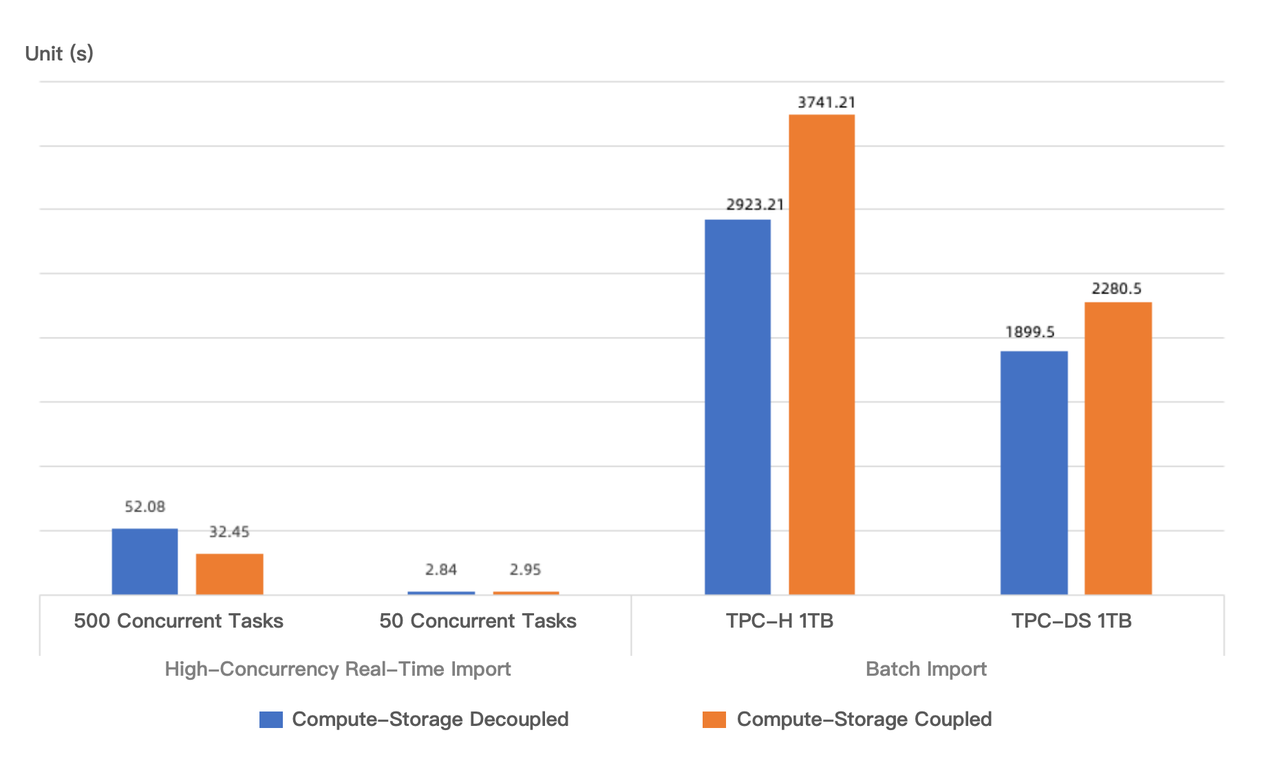 Unit (s)
3741.21
2923.21
2280.5
1899.5
52.08
32.45
2.84
2.95
500 Concurrent Tasks
50 Concurrent Tasks
TPC-H 1TB
TPC-DS 1TB
High-Concurrency Real-Time Import
Batch Import
Compute-Storage Decoupled
Compute-Storage Coupled